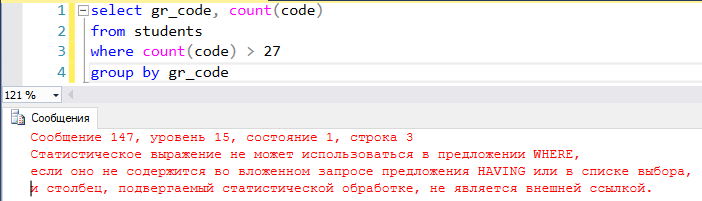 1 select gr_code, count(code)
2 from students
3 where count(code) > 27
4 group by gr_code
121 %
Сообщения
Сообщение 147, уровень 15, состояние 1, строка 3
Статистическое выражение не может использоваться в предложении WHERE,
если оно не содержится во вложенном запросе предложения HAVING или в списке выбора,
и столбец, подвергаемый статистической обработке, не является внешней ссылкой.